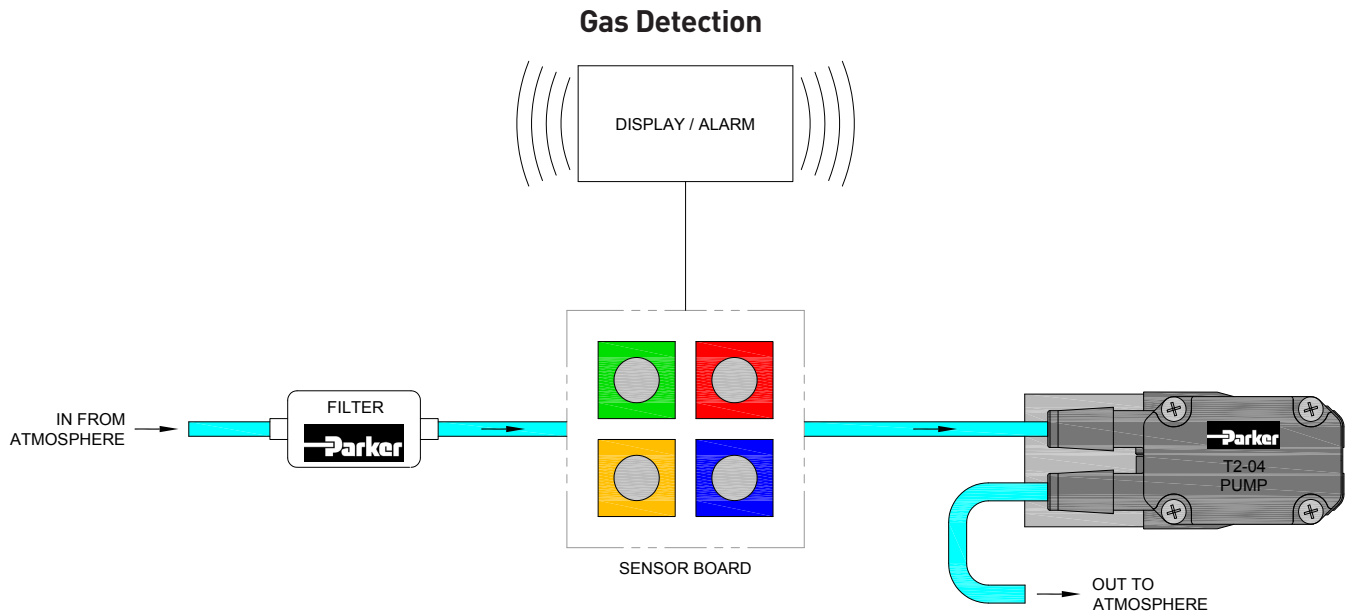 Gas Detection
DISPLAY / ALARM
IN FROM
ATMOSPHERE
FILTER
Parker
SENSOR BOARD
Parker
T2-04
PUMP
OUT TO
ATMOSPHERE